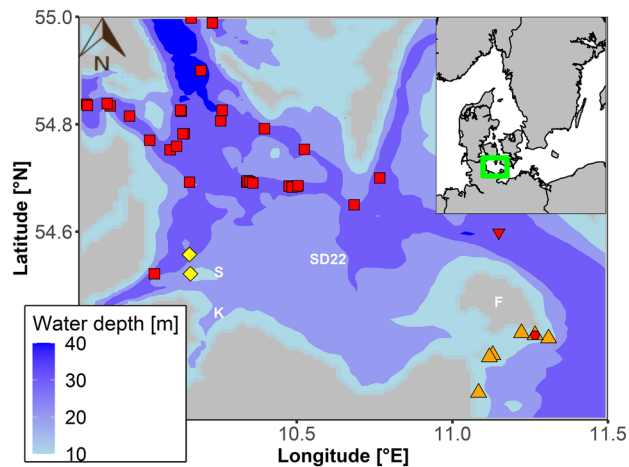 55.0
N
54.8
Latitude [°N]
54.6
S
SD22
K
F
Water depth [m]
40
30
20
10
10.5
11.0
11.5
Longitude [°E]